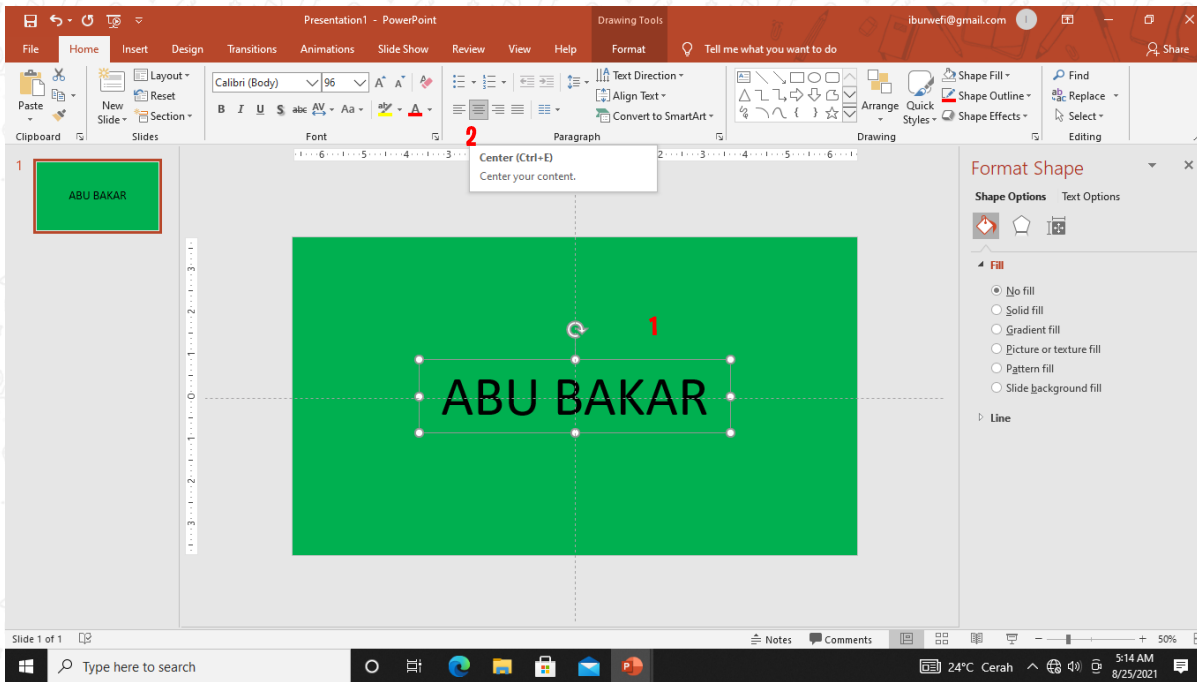 Presentation1 - PowerPoint
Drawing Tools
iburwefi@gmail.com
File Home Insert Design Transitions Animations Slide Show Review View Help Format Tell me what you want to do Share
Paste
Clipboard
New Slide
Layout
Reset
Section
Slides
Calibri (Body) 96
B I U S abc AV Aa A
Font
Text Direction
Align Text
Convert to SmartArt
Paragraph
Arrange
Quick Styles
Shape Fill
Shape Outline
Shape Effects
Drawing
Find
Replace
Select
Editing
2
Center (Ctrl+E)
Center your content.
1
ABU BAKAR
1
ABU BAKAR
Format Shape
Shape Options Text Options
Fill
No fill
Solid fill
Gradient fill
Picture or texture fill
Pattern fill
Slide background fill
Line
Slide 1 of 1
Notes Comments 50%
Type here to search
24°C Cerah
5:14 AM
8/25/2021